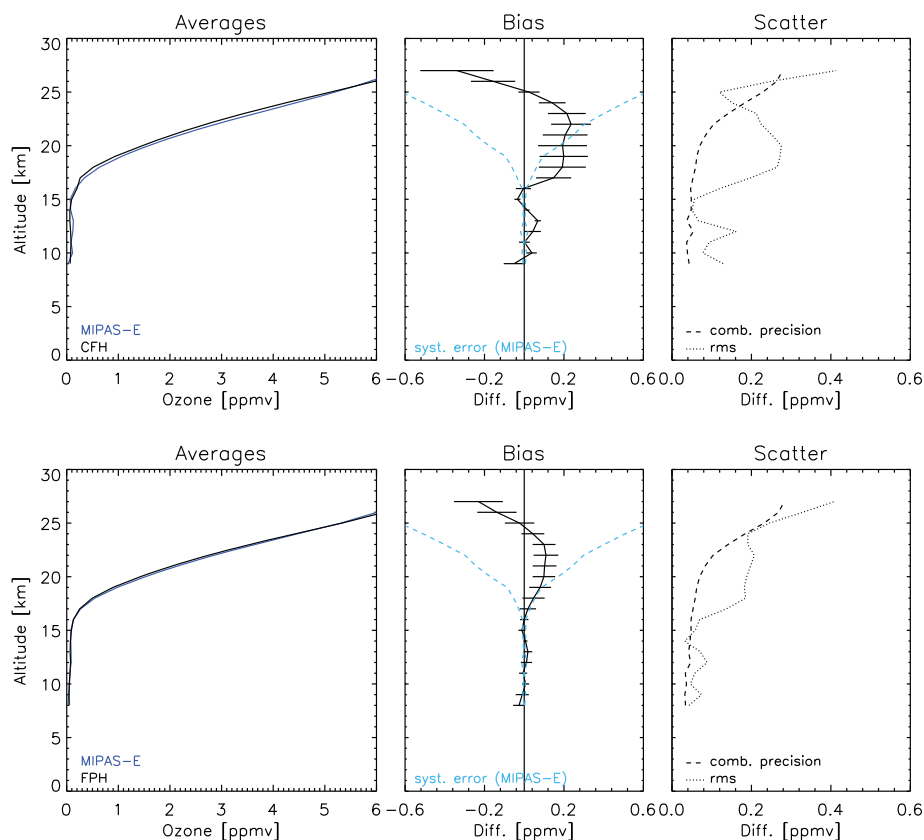 Averages
Bias
Scatter
Altitude [km]
30
25
20
15
10
5
0
MIPAS-E
CFH
0 1 2 3 4 5 6
Ozone [ppmv]
syst. error (MIPAS-E)
-0.6 -0.2 0.2 0.6
Diff. [ppmv]
comb. precision
rms
0.0 0.2 0.4 0.6
Diff. [ppmv]
Averages
Bias
Scatter
Altitude [km]
30
25
20
15
10
5
0
MIPAS-E
FPH
0 1 2 3 4 5 6
Ozone [ppmv]
syst. error (MIPAS-E)
-0.6 -0.2 0.2 0.6
Diff. [ppmv]
comb. precision
rms
0.0 0.2 0.4 0.6
Diff. [ppmv]